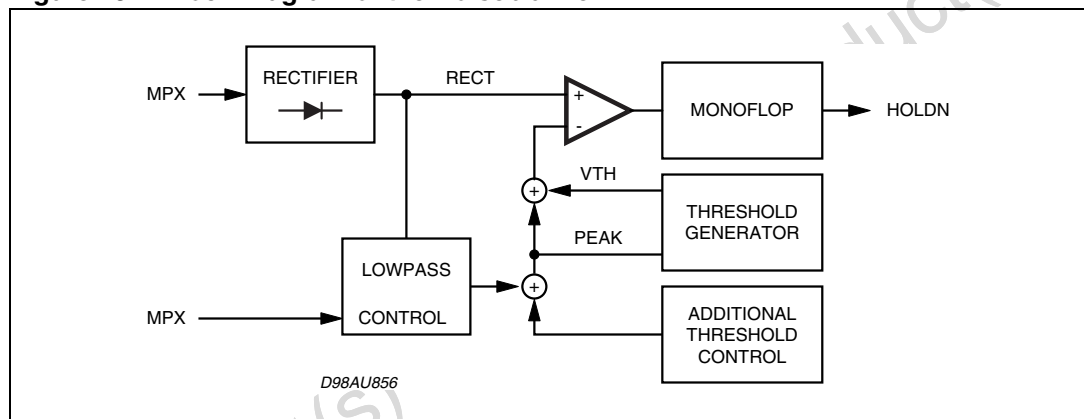 MPX
RECTIFIER
RECT
+
-
MONOFLOP
HOLDN
VTH
+
THRESHOLD
GENERATOR
PEAK
LOWPASS
CONTROL
+
MPX
ADDITIONAL
THRESHOLD
CONTROL
D98AU856